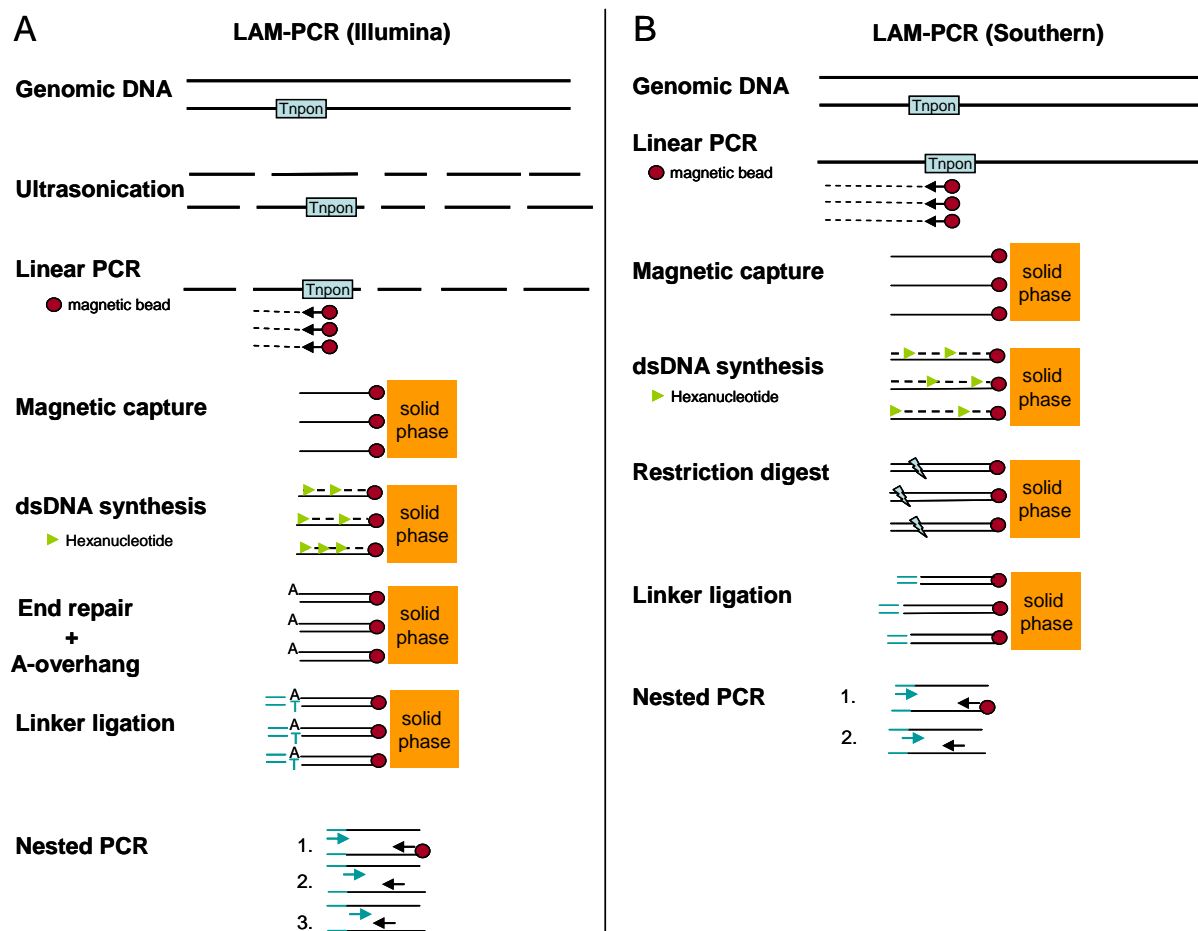 A
LAM-PCR (Illumina)
Genomic DNA
Tnpon
Ultrasonication
Tnpon
Linear PCR
magnetic bead
Tnpon
Magnetic capture
solid
phase
dsDNA synthesis
Hexanucleotide
solid
phase
End repair
+
A-overhang
A
A
A
solid
phase
Linker ligation
A
T
A
T
A
T
solid
phase
Nested PCR
1.
2.
3.
B
LAM-PCR (Southern)
Genomic DNA
Tnpon
Linear PCR
magnetic bead
Tnpon
Magnetic capture
solid
phase
dsDNA synthesis
Hexanucleotide
solid
phase
Restriction digest
solid
phase
Linker ligation
solid
phase
Nested PCR
1.
2.